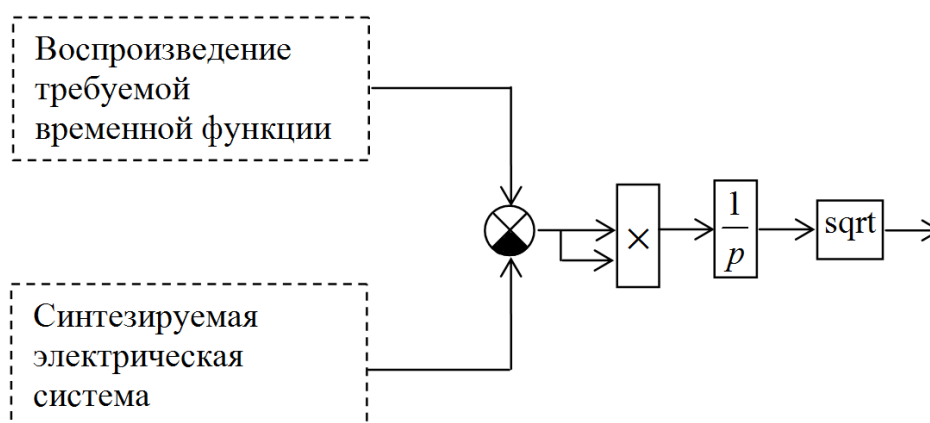 Воспроизведение
требуемой
временной функции
×
1
p
sqrt
Синтезируемая
электрическая
система